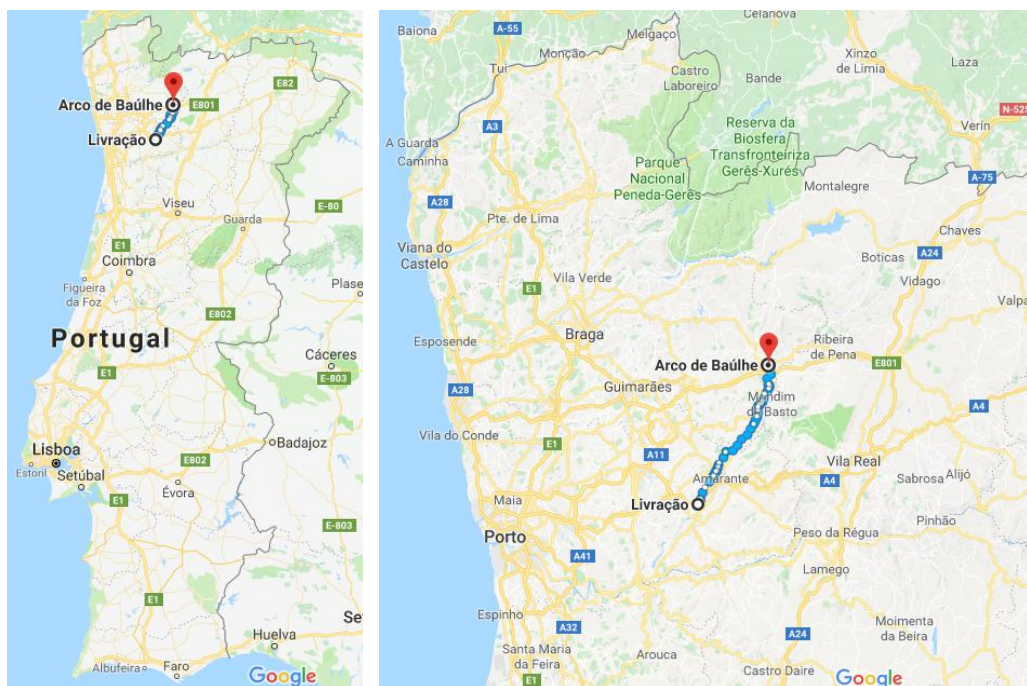 E82
Arco de Baúlhe
E801
Livração
Viseu
Guarda
E-80
E1
Coimbra
Figueira
da Foz
Plase
E802
Portugal
Cáceres
E-803
Lisboa
Estoril
Setúbal
Badajoz
E802
Évora
E1
E-803
E1
Se
Huelva
Albufeira
Faro
Google
Baiona
A-55
Celanova
Melgaço
Tui
Monção
Castro
Laboreiro
Bande
Xinzo
de Limia
Laza
N-525
Verín
A3
A Guarda
Caminha
Reserva da
Biosfera
Transfronteiriza
Gerês-Xurés
Parque
Nacional
Peneda-Gerês
A-75
Montalegre
A28
Pte. de Lima
Chaves
Viana do
Castelo
Boticas
A24
Vidago
Vila Verde
E1
Valpa
Braga
Esposende
Ribeira
de Pena
Arco de Baúlhe
E801
A28
Guimarães
Mondim
de Basto
A4
Vila do Conde
E1
A11
Vila Real
Amarante
A4
Sabrosa
Alijó
Maia
Livração
Pinhão
Porto
Peso da Régua
A41
Lamego
Espinho
A32
Moimenta
da Beira
A24
Santa Maria
da Feira
Arouca
Castro Daire
E1
Google